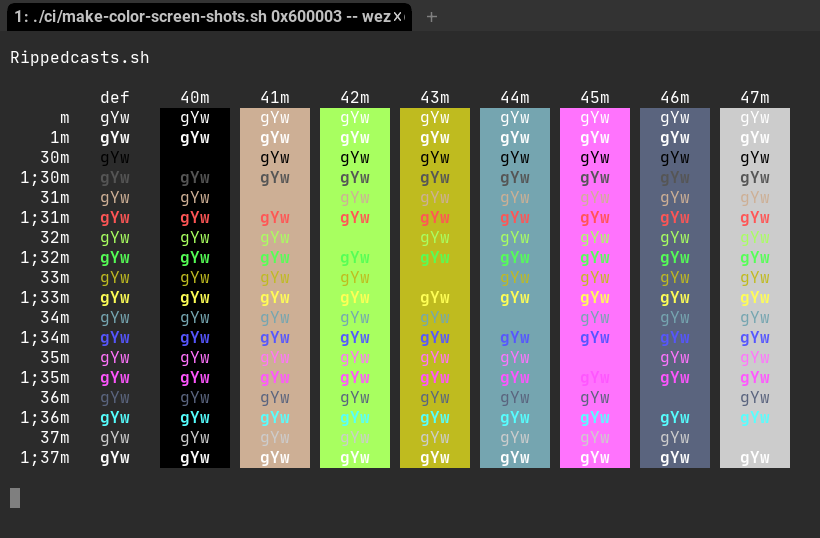 1: ./ci/make-color-screen-shots.sh 0x600003 -- wez
Rippedcasts.sh
def 40m 41m 42m 43m 44m 45m 46m 47m
m gYw gYw gYw gYw gYw gYw gYw gYw gYw
1m gYw gYw gYw gYw gYw gYw gYw gYw gYw
30m gYw gYw gYw gYw gYw gYw gYw gYw
1;30m gYw gYw gYw gYw gYw gYw gYw gYw gYw
31m gYw gYw gYw gYw gYw gYw gYw gYw
1;31m gYw gYw gYw gYw gYw gYw gYw gYw gYw
32m gYw gYw gYw gYw gYw gYw gYw gYw
1;32m gYw gYw gYw gYw gYw gYw gYw gYw gYw
33m gYw gYw gYw gYw gYw gYw gYw gYw
1;33m gYw gYw gYw gYw gYw gYw gYw gYw gYw
34m gYw gYw gYw gYw gYw gYw gYw gYw
1;34m gYw gYw gYw gYw gYw gYw gYw gYw gYw
35m gYw gYw gYw gYw gYw gYw gYw gYw
1;35m gYw gYw gYw gYw gYw gYw gYw gYw gYw
36m gYw gYw gYw gYw gYw gYw gYw gYw
1;36m gYw gYw gYw gYw gYw gYw gYw gYw gYw
37m gYw gYw gYw gYw gYw gYw gYw gYw
1;37m gYw gYw gYw gYw gYw gYw gYw gYw gYw